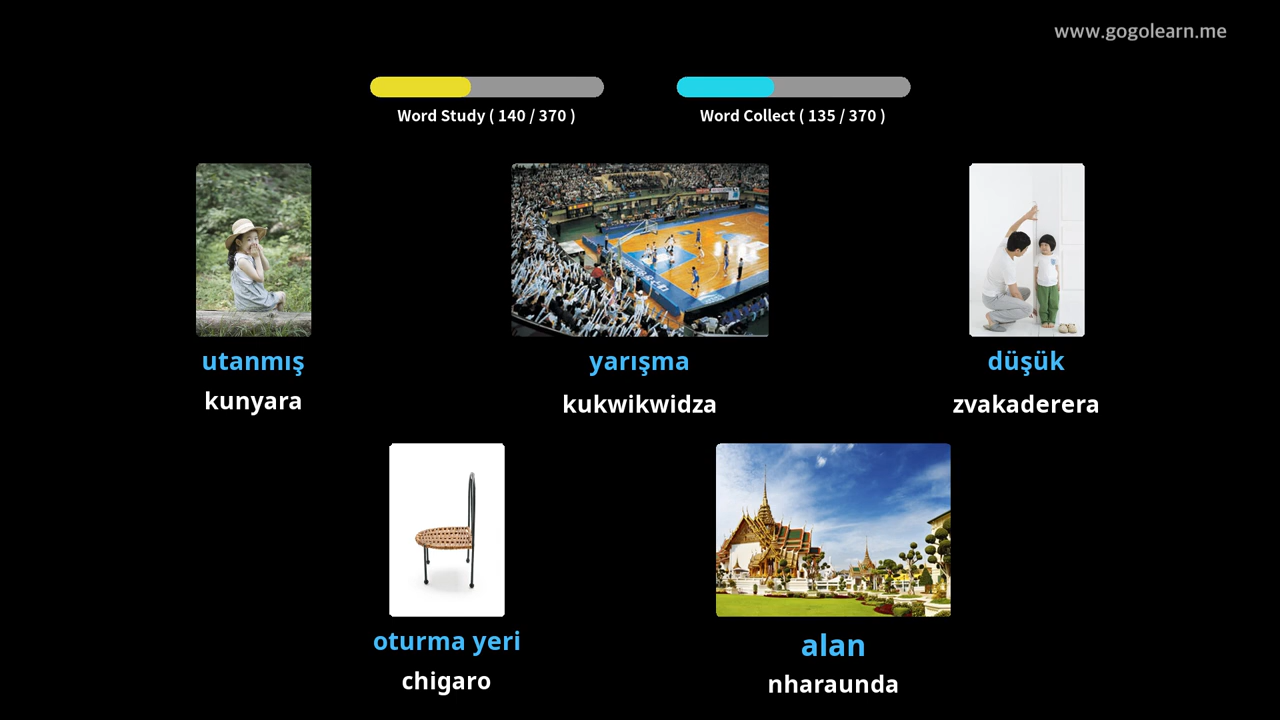 www.gogolearn.me
Word Study ( 140 / 370 )
Word Collect ( 135 / 370 )
utanmış
kunyara
yarışma
kukwikwidza
düşük
zvakaderera
oturma yeri
chigaro
alan
nharaunda